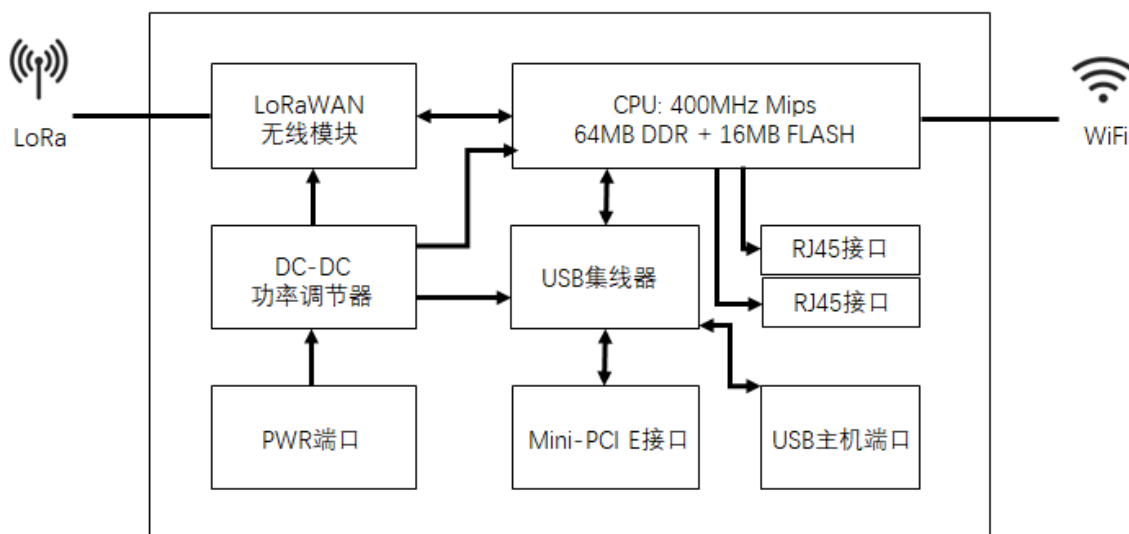 LoRa
LoRaWAN
无线模块
CPU: 400MHz Mips
64MB DDR + 16MB FLASH
WiFi
DC-DC
功率调节器
USB集线器
RJ45接口
RJ45接口
PWR端口
Mini-PCI E接口
USB主机端口